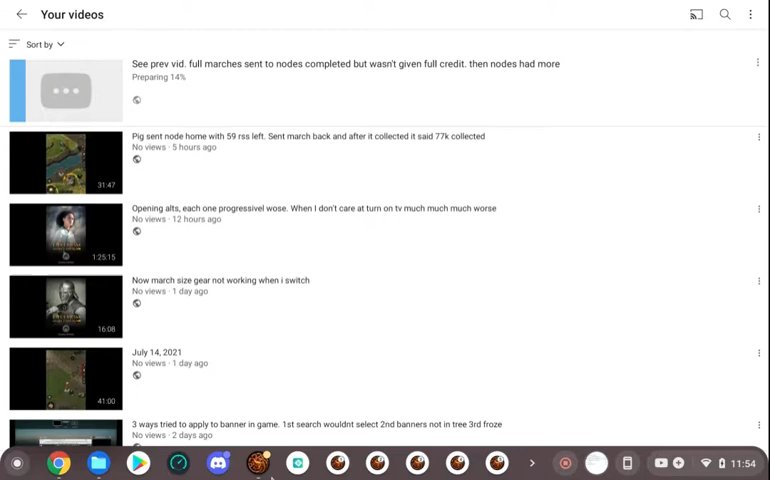 Your videos
Sort by
See prev vid. full marches sent to nodes completed but wasn't given full credit. then nodes had more
Preparing 14%
Pig sent node home with 59 rss left. Sent march back and after it collected it said 77k collected
No views · 5 hours ago
31:47
Opening alts, each one progressivel wose. When I don't care at turn on tv much much much worse
No views · 12 hours ago
1:25:15
Now march size gear not working when i switch
No views · 1 day ago
16:08
July 14, 2021
No views · 1 day ago
41:00
3 ways tried to apply to banner in game. 1st search wouldnt select 2nd banners not in tree 3rd froze
No views · 2 days ago
11:54